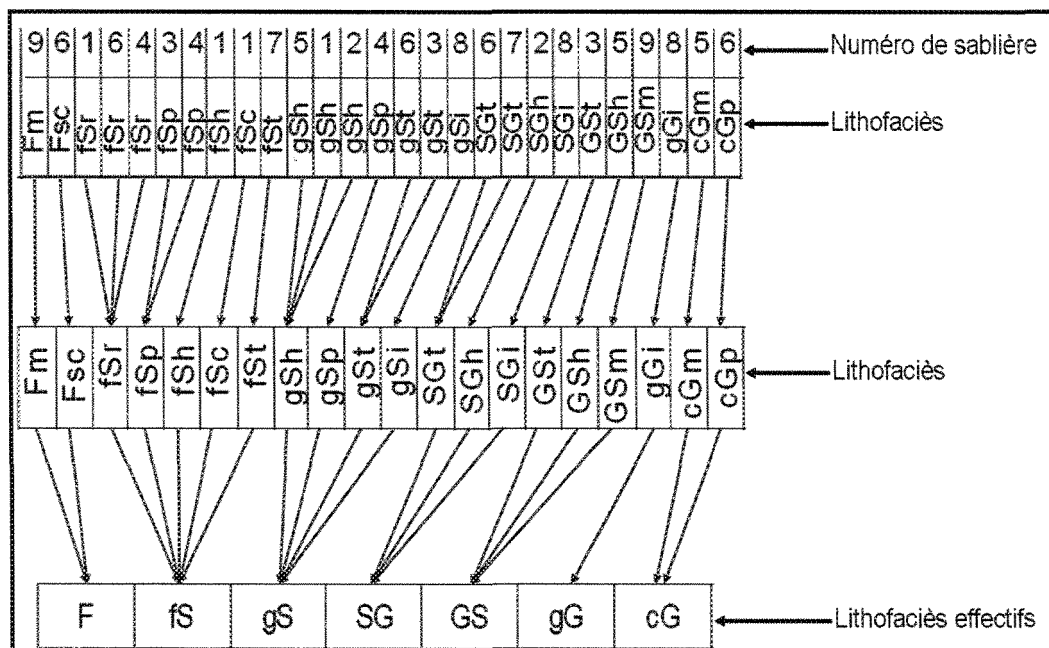 9 6 1 6 4 3 4 1 1 7 5 1 2 4 6 3 8 6 7 2 8 3 5 9 8 5 6 Numéro de sablière
Fm Fsc fSr fSr fSr fSp fSp fSh fSc fSt gSh gSh gSh gSp gSt gSt gSi SGt SGt SGh SGi GSt GSh GSm gGi cGm cGp Lithofaciès
Fm Fsc fSr fSp fSh fSc fSt gSh gSp gSt gSi SGt SGh SGi GSt GSh GSm gGi cGm cGp Lithofaciès
F fS gS SG GS gG cG Lithofaciès effectifs